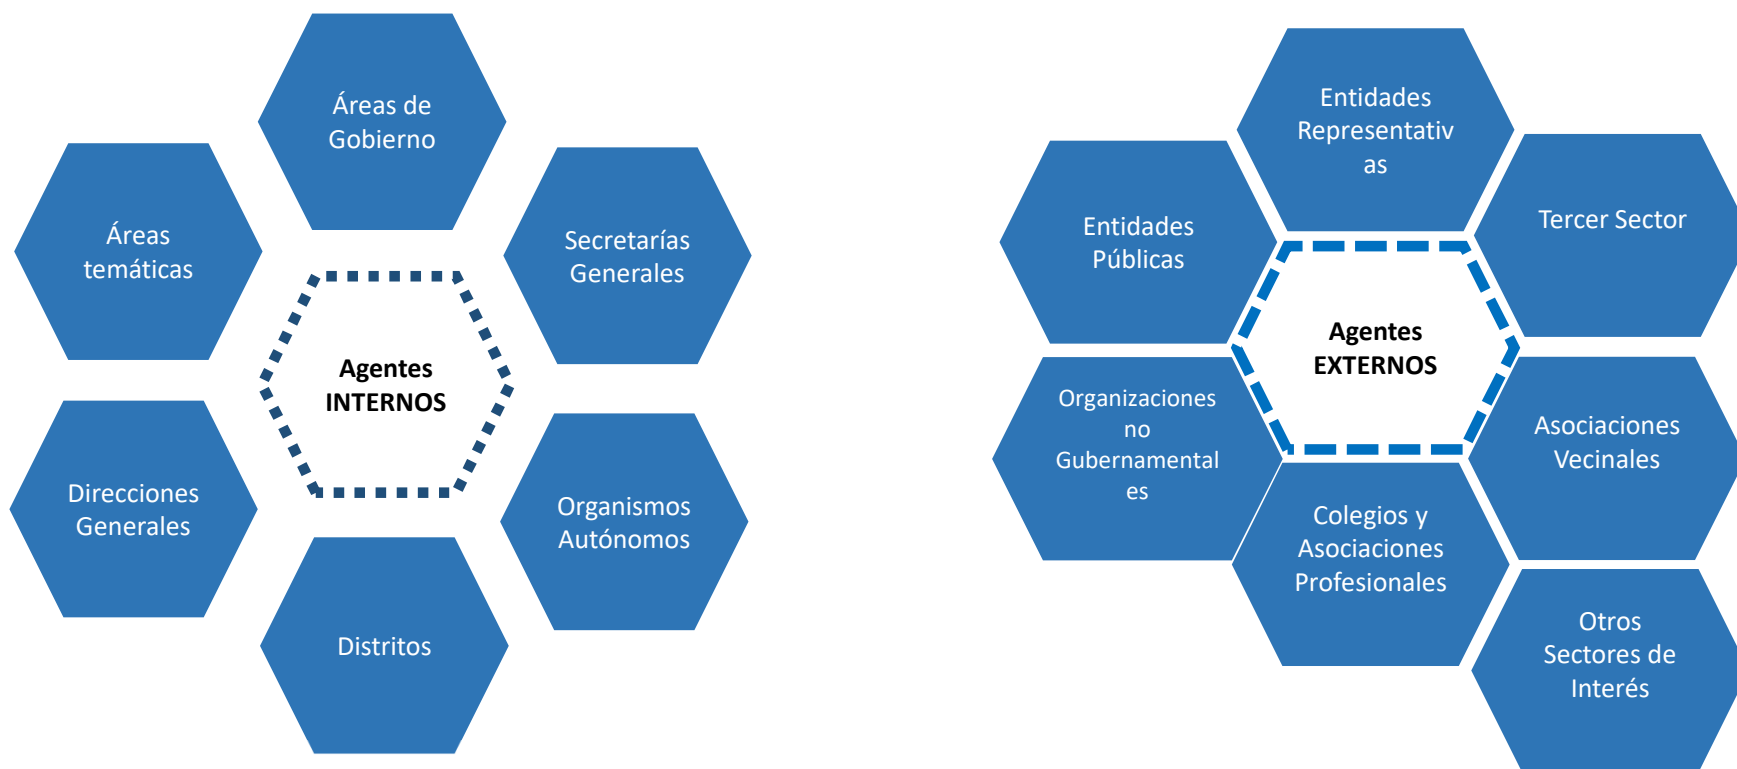 Áreas de
Gobierno
Áreas
temáticas
Secretarías
Generales
Agentes
INTERNOS
Direcciones
Generales
Organismos
Autónomos
Distritos
Entidades
Representativ
as
Entidades
Públicas
Tercer Sector
Agentes
EXTERNOS
Organizaciones
no
Gubernamental
es
Asociaciones
Vecinales
Colegios y
Asociaciones
Profesionales
Otros
Sectores de
Interés